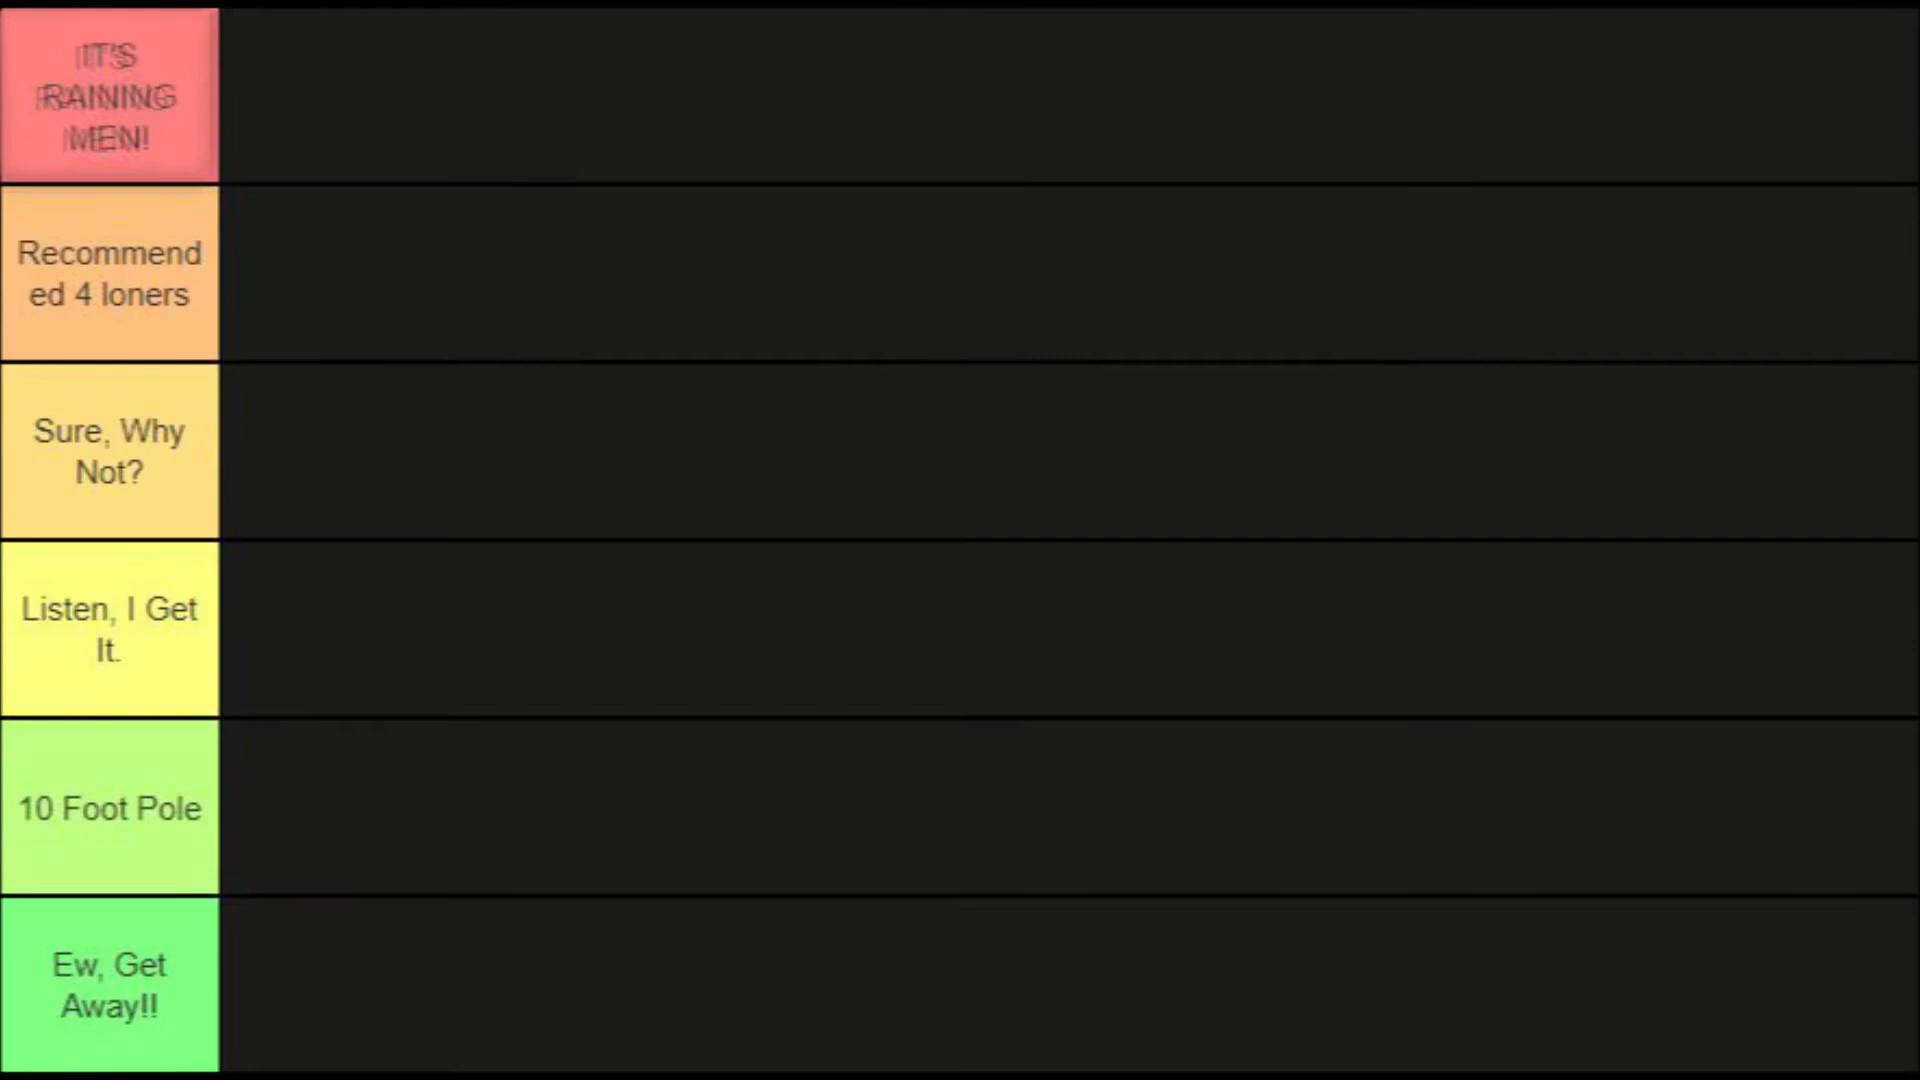 IT'S
RAINING
MEN!
Recommend
ed 4 loners
Sure, Why
Not?
Listen, I Get
It.
10 Foot Pole
Ew, Get
Away!!